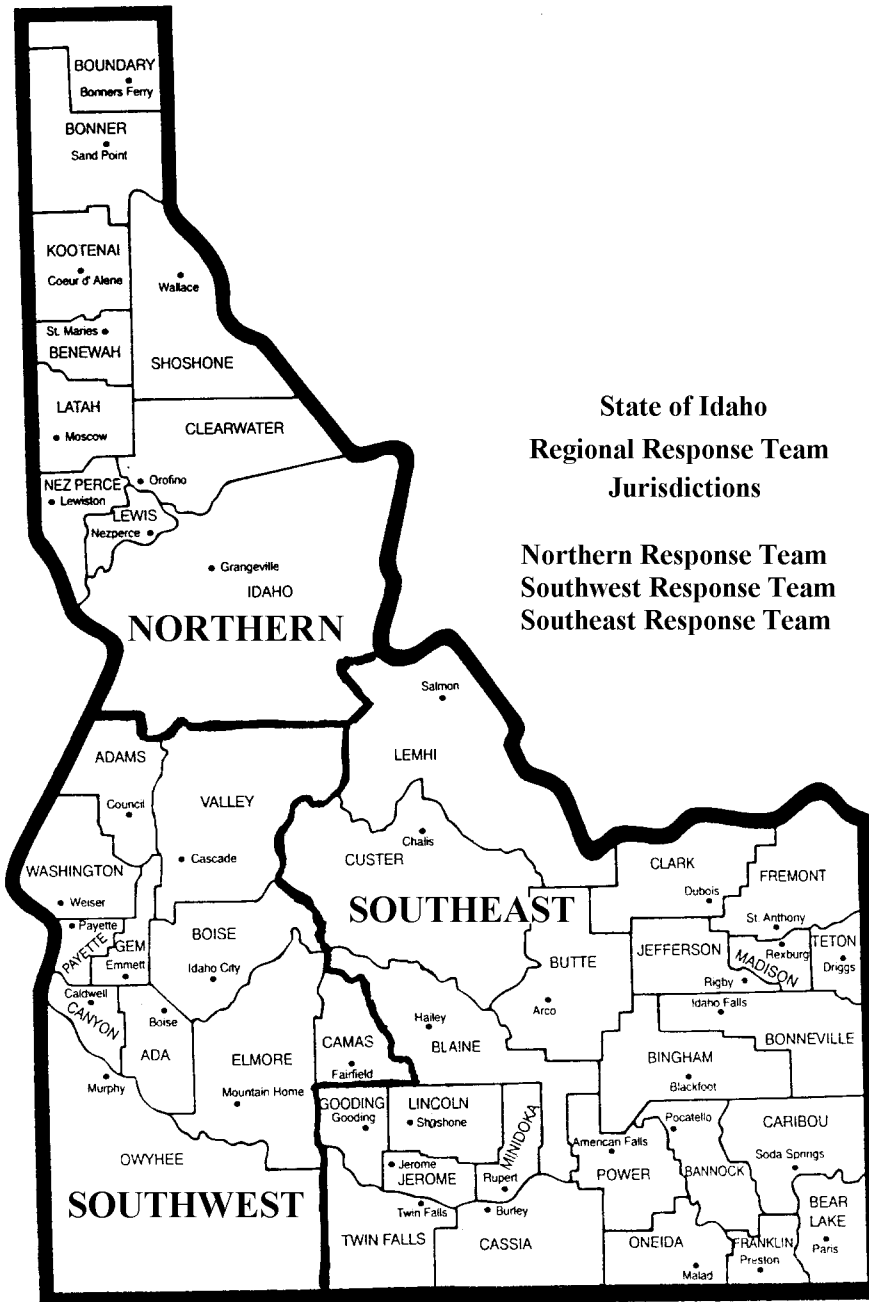 BOUNDARY
Bonners Ferry
BONNER
Sand Point
KOOTENAI
Coeur d' Alene
Wallace
St. Maries
BENEWAH
SHOSHONE
LATAH
Moscow
CLEARWATER
NEZ PERCE
Orofino
Lewiston
LEWIS
Nezperce
Grangeville
IDAHO
NORTHERN
State of Idaho
Regional Response Team
Jurisdictions
Northern Response Team
Southwest Response Team
Southeast Response Team
Salmon
LEMHI
ADAMS
Council
VALLEY
Cascade
WASHINGTON
Weiser
Payette
PAYETTE
GEM
Emmett
BOISE
Idaho City
Chalis
CUSTER
SOUTHEAST
CLARK
Dubois
FREMONT
St. Anthony
BUTTE
Arco
JEFFERSON
Rigby
MADISON
Rexburg
TETON
Driggs
Caldwell
CANYON
Boise
ADA
Murphy
ELMORE
Mountain Home
CAMAS
Fairfield
Hailey
BLAINE
Idaho Falls
BONNEVILLE
BINGHAM
Blackfoot
GOODING
Gooding
LINCOLN
Shoshone
MINIDOKA
Jerome
JEROME
Rupert
American Falls
POWER
Pocatello
BANNOCK
CARIBOU
Soda Springs
OWYHEE
SOUTHWEST
Twin Falls
TWIN FALLS
Burley
CASSIA
ONEIDA
Malad
FRANKLIN
Preston
BEAR
LAKE
Paris